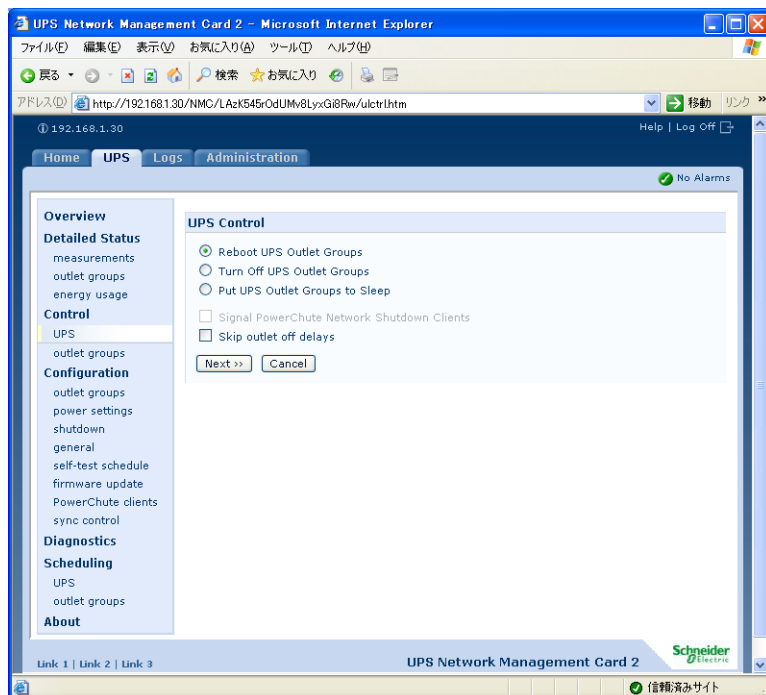 UPS Network Management Card 2 - Microsoft Internet Explorer
ファイル(F) 編集(E) 表示(V) お気に入り(A) ツール(T) ヘルプ(H)
戻る 検索 お気に入り
アドレス(D) http://192.168.1.30/NMC/LAzK545rOdUMv8LyxGi8Rw/ulctrl.htm 移動 リンク »
192.168.1.30 Help | Log Off
Home UPS Logs Administration
No Alarms
Overview
Detailed Status
measurements
outlet groups
energy usage
Control
UPS
outlet groups
Configuration
outlet groups
power settings
shutdown
general
self-test schedule
firmware update
PowerChute clients
sync control
Diagnostics
Scheduling
UPS
outlet groups
About
UPS Control
Reboot UPS Outlet Groups
Turn Off UPS Outlet Groups
Put UPS Outlet Groups to Sleep
Signal PowerChute Network Shutdown Clients
Skip outlet off delays
Next >> Cancel
Link 1 | Link 2 | Link 3
UPS Network Management Card 2
Schneider
Electric
信頼済みサイト